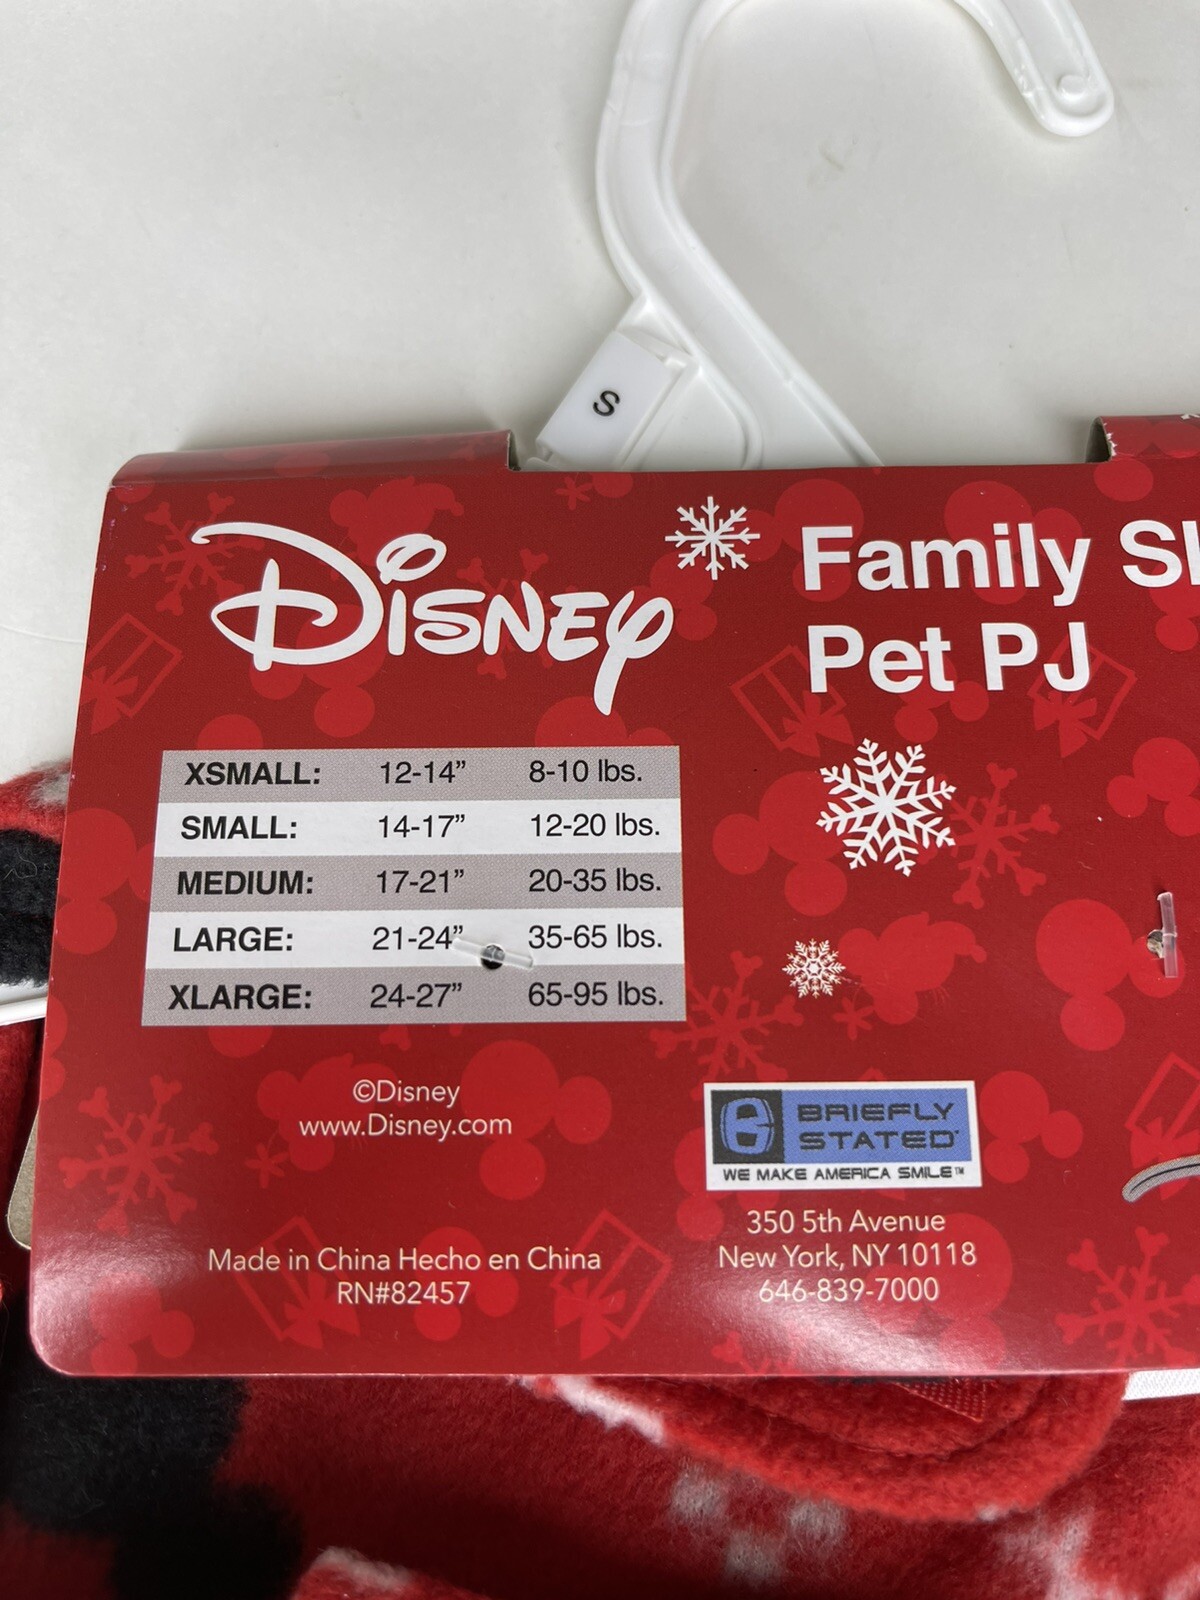 S
Disney
Family Sl
Pet PJ
XSMALL: 12-14” 8-10 lbs.
SMALL: 14-17” 12-20 lbs.
MEDIUM: 17-21” 20-35 lbs.
LARGE: 21-24” 35-65 lbs.
XLARGE: 24-27” 65-95 lbs.
©Disney
www.Disney.com
Made in China Hecho en China
RN#82457
BRIEFLY
STATED
WE MAKE AMERICA SMILE™
350 5th Avenue
New York, NY 10118
646-839-7000